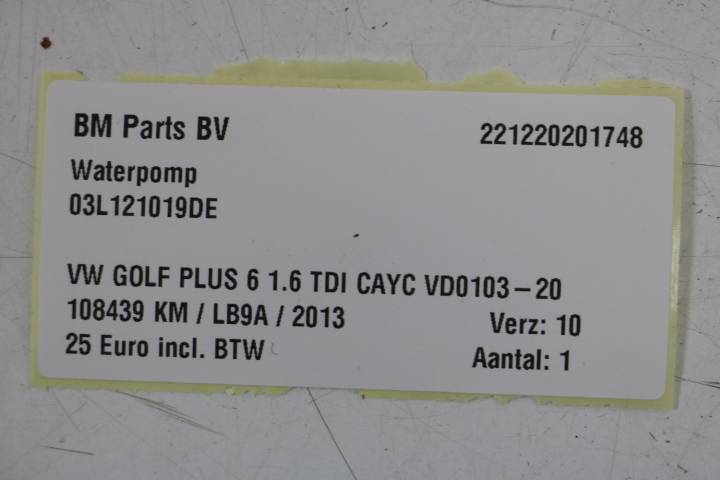 BM Parts BV 221220201748
Waterpomp
03L121019DE
VW GOLF PLUS 6 1.6 TDI CAYC VD0103-20
108439 KM / LB9A / 2013 Verz: 10
25 Euro incl. BTW Aantal: 1